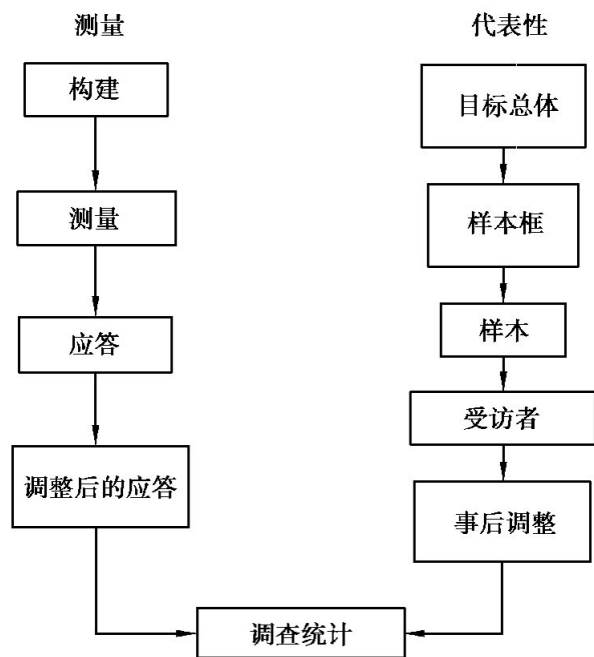 测量
构建
测量
应答
调整后的应答
代表性
目标总体
样本框
样本
受访者
事后调整
调查统计